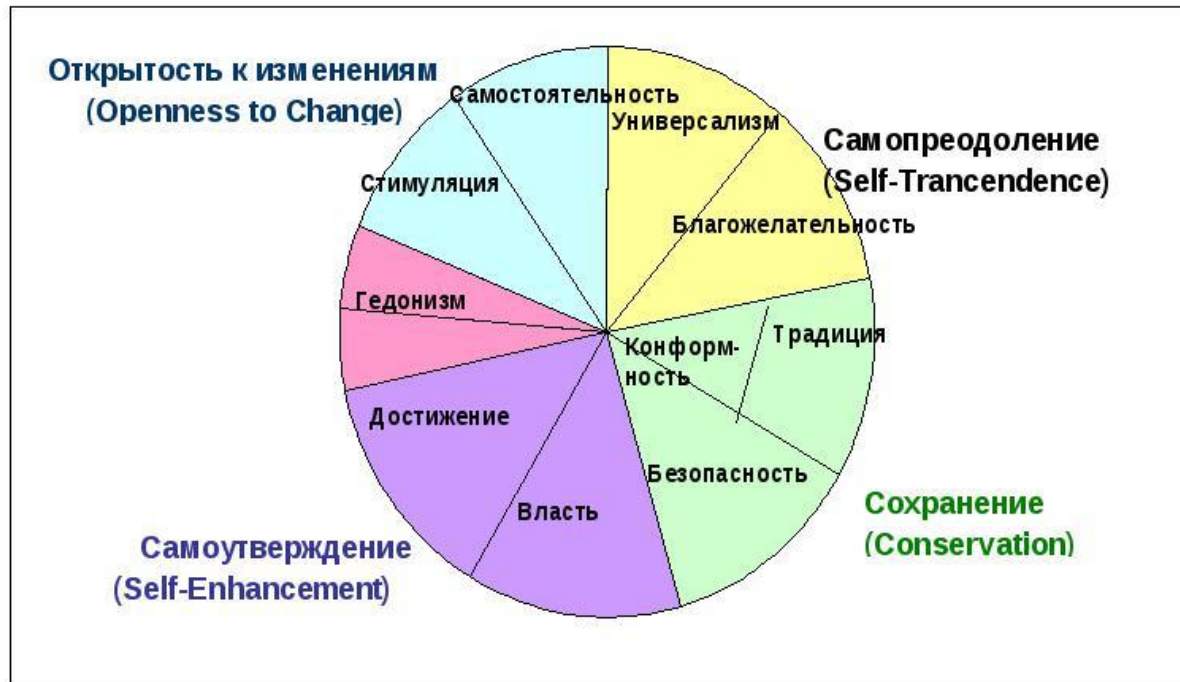 Открытость к изменениям
(Openness to Change)
Самостоятельность
Универсализм
Самопреодоление
(Self-Trancendence)
Стимуляция
Благожелательность
Гедонизм
Конформ-
ность
Традиция
Достижение
Безопасность
Власть
Сохранение
(Conservation)
Самоутверждение
(Self-Enhancement)